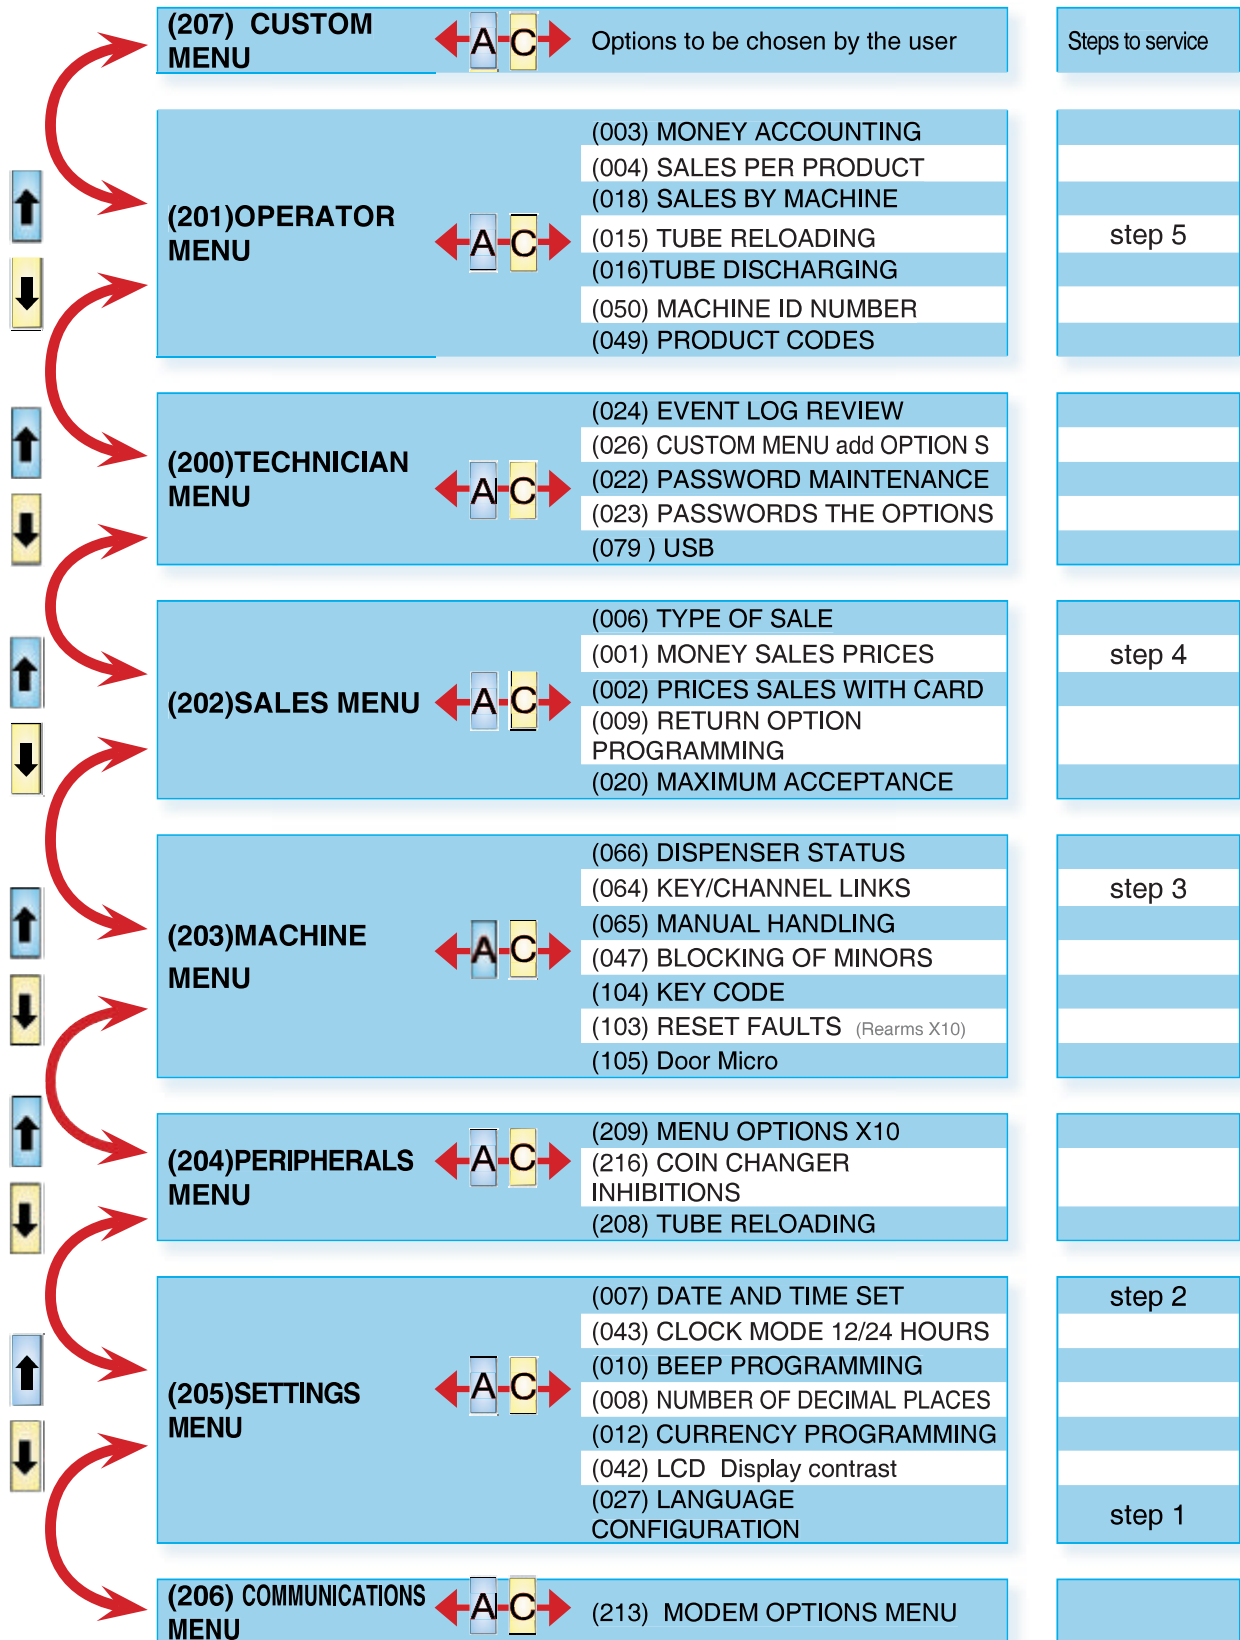 (207) CUSTOM
MENU
A C
Options to be chosen by the user
Steps to service
(201)OPERATOR
MENU
A C
(003) MONEY ACCOUNTING
(004) SALES PER PRODUCT
(018) SALES BY MACHINE
(015) TUBE RELOADING
step 5
(016)TUBE DISCHARGING
(050) MACHINE ID NUMBER
(049) PRODUCT CODES
(200)TECHNICIAN
MENU
A C
(024) EVENT LOG REVIEW
(026) CUSTOM MENU add OPTION S
(022) PASSWORD MAINTENANCE
(023) PASSWORDS THE OPTIONS
(079 ) USB
(202)SALES MENU
A C
(006) TYPE OF SALE
(001) MONEY SALES PRICES
step 4
(002) PRICES SALES WITH CARD
(009) RETURN OPTION
PROGRAMMING
(020) MAXIMUM ACCEPTANCE
(203)MACHINE
MENU
A C
(066) DISPENSER STATUS
(064) KEY/CHANNEL LINKS
step 3
(065) MANUAL HANDLING
(047) BLOCKING OF MINORS
(104) KEY CODE
(103) RESET FAULTS (Rearms X10)
(105) Door Micro
(204)PERIPHERALS
MENU
A C
(209) MENU OPTIONS X10
(216) COIN CHANGER
INHIBITIONS
(208) TUBE RELOADING
(205)SETTINGS
MENU
A C
(007) DATE AND TIME SET
step 2
(043) CLOCK MODE 12/24 HOURS
(010) BEEP PROGRAMMING
(008) NUMBER OF DECIMAL PLACES
(012) CURRENCY PROGRAMMING
(042) LCD Display contrast
(027) LANGUAGE
CONFIGURATION
step 1
(206) COMMUNICATIONS
MENU
A C
(213) MODEM OPTIONS MENU